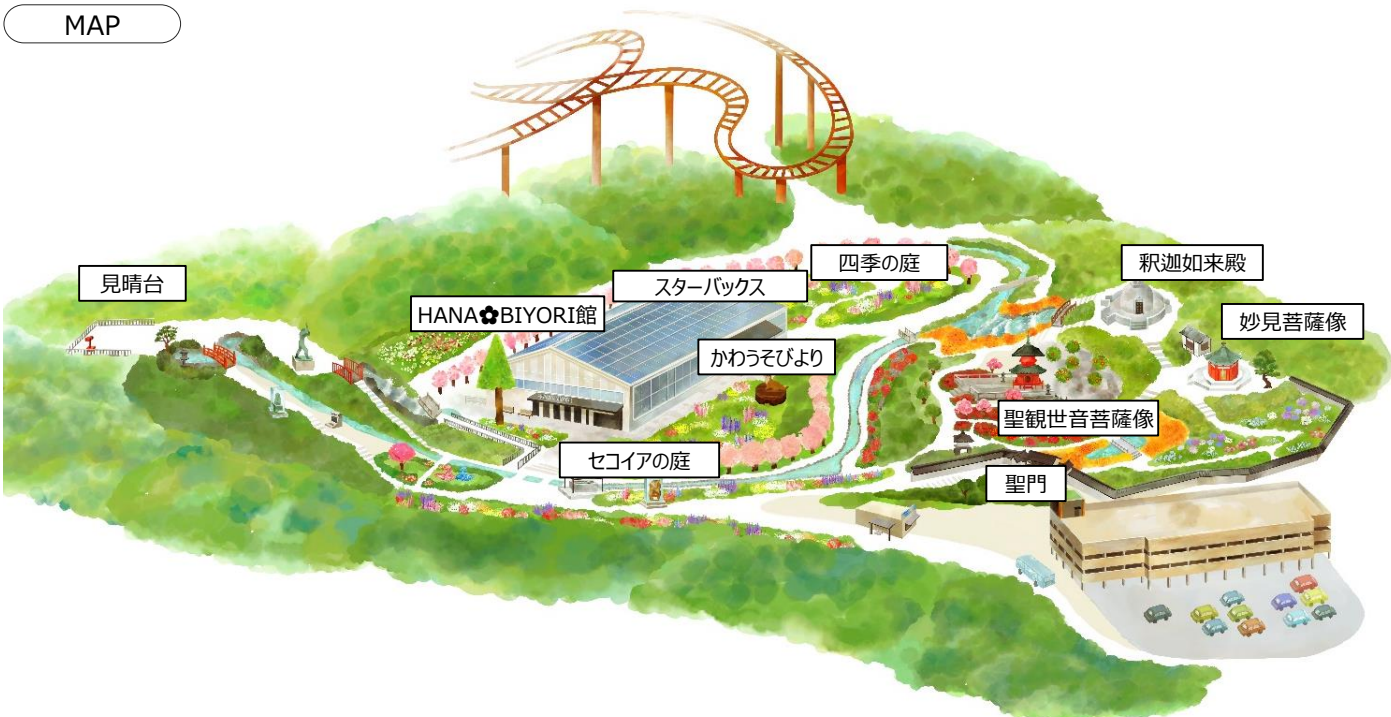 MAP
見晴台
HANA✿BIYORI館
スターバックス
四季の庭
釈迦如来殿
妙見菩薩像
かわうそびより
聖観世音菩薩像
セコイアの庭
聖門